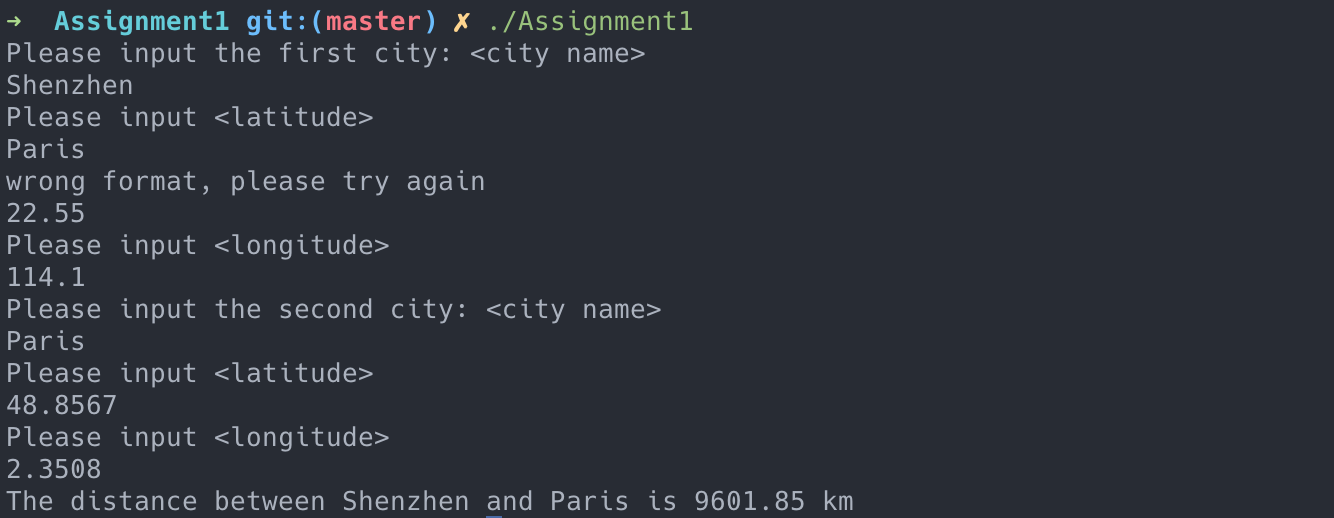 ➜  Assignment1 git:(master) ✗ ./Assignment1
Please input the first city: <city name>
Shenzhen
Please input <latitude>
Paris
wrong format, please try again
22.55
Please input <longitude>
114.1
Please input the second city: <city name>
Paris
Please input <latitude>
48.8567
Please input <longitude>
2.3508
The distance between Shenzhen and Paris is 9601.85 km